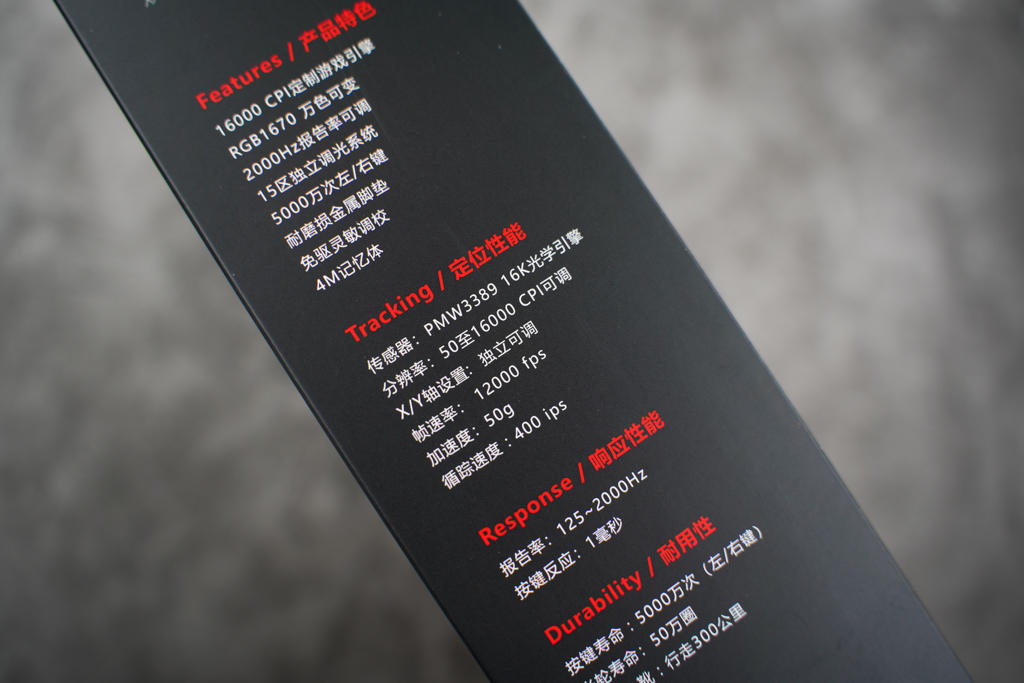 Features / 产品特色
16000 CPI定制游戏引擎
RGB1670 万色可变
2000Hz报告率可调
15区独立调光系统
5000万次左/右键
耐磨损金属脚垫
免驱灵敏调校
4M记忆体
Tracking / 定位性能
传感器：PMW3389 16K光学引擎
分辨率：50至16000 CPI可调
X/Y轴设置：独立可调
帧速率：12000 fps
加速度：50g
循踪速度：400 ips
Response / 响应性能
报告率：125~2000Hz
按键反应：1毫秒
Durability / 耐用性
按键寿命：5000万次（左/右键）
轮寿命：50万圈
靴：行走300公里